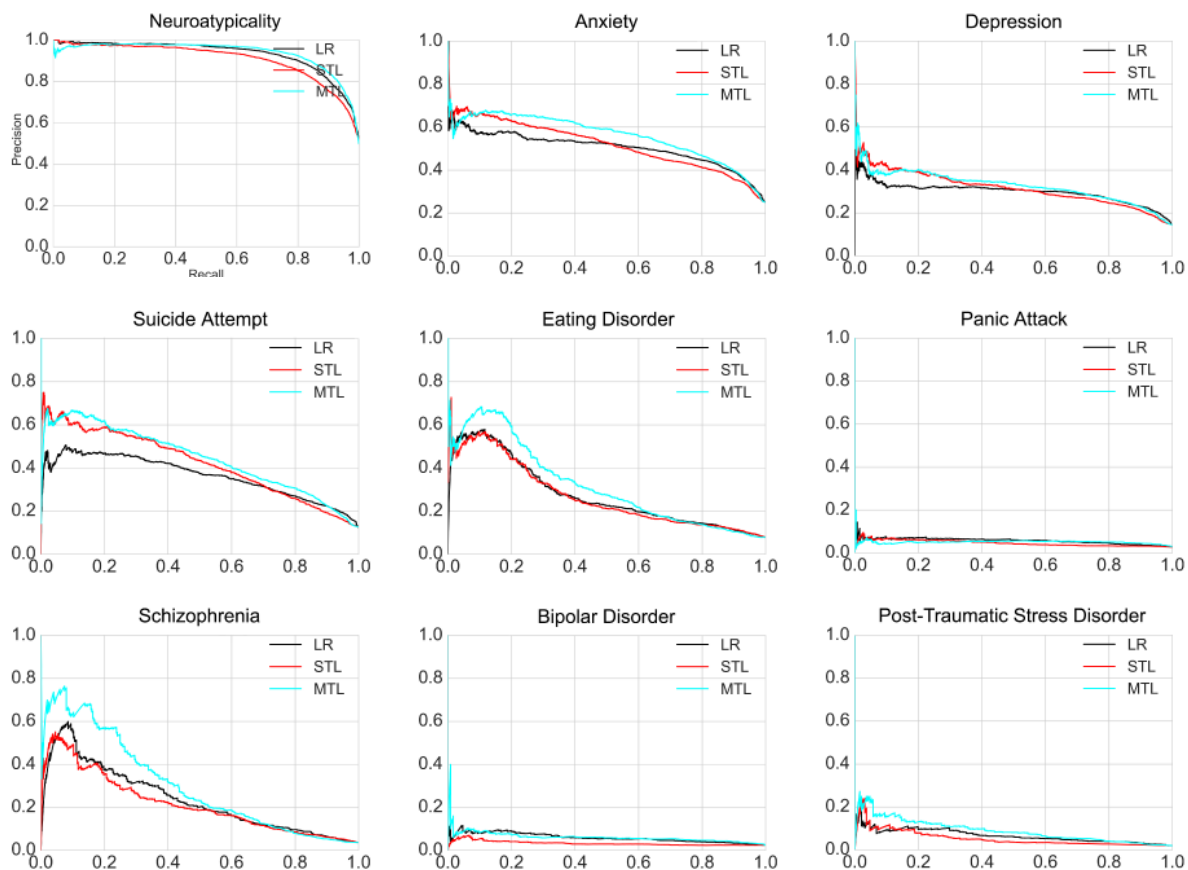 Neuroatypicality
1.0
0.8
0.6
0.4
0.2
0.0
Precision
LR
STL
MTL
0.0 0.2 0.4 0.6 0.8 1.0
Recall
Anxiety
1.0
0.8
0.6
0.4
0.2
0.0
LR
STL
MTL
0.0 0.2 0.4 0.6 0.8 1.0
Depression
1.0
0.8
0.6
0.4
0.2
0.0
LR
STL
MTL
0.0 0.2 0.4 0.6 0.8 1.0
Suicide Attempt
1.0
0.8
0.6
0.4
0.2
0.0
LR
STL
MTL
0.0 0.2 0.4 0.6 0.8 1.0
Eating Disorder
1.0
0.8
0.6
0.4
0.2
0.0
LR
STL
MTL
0.0 0.2 0.4 0.6 0.8 1.0
Panic Attack
1.0
0.8
0.6
0.4
0.2
0.0
LR
STL
MTL
0.0 0.2 0.4 0.6 0.8 1.0
Schizophrenia
1.0
0.8
0.6
0.4
0.2
0.0
LR
STL
MTL
0.0 0.2 0.4 0.6 0.8 1.0
Bipolar Disorder
1.0
0.8
0.6
0.4
0.2
0.0
LR
STL
MTL
0.0 0.2 0.4 0.6 0.8 1.0
Post-Traumatic Stress Disorder
1.0
0.8
0.6
0.4
0.2
0.0
LR
STL
MTL
0.0 0.2 0.4 0.6 0.8 1.0